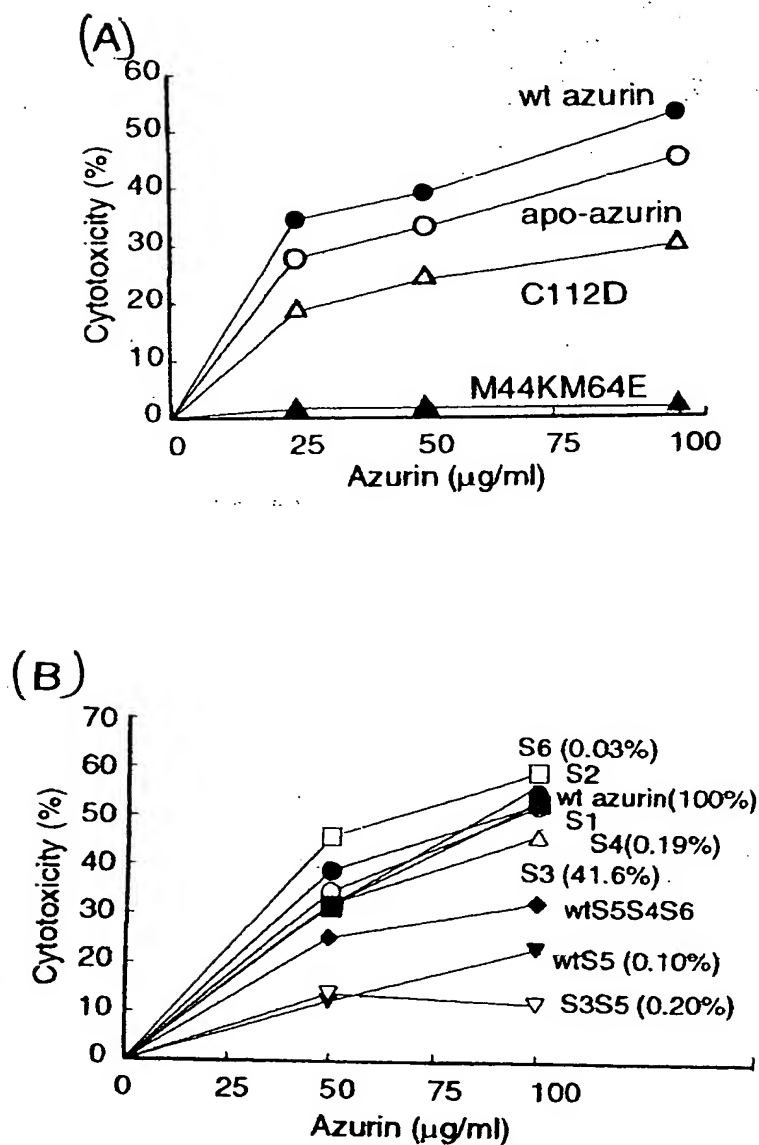 (A)
60
50
40
30
20
10
0
Cytotoxicity (%)
wt azurin
apo-azurin
C112D
M44KM64E
0 25 50 75 100
Azurin (μg/ml)
(B)
70
60
50
40
30
20
10
0
Cytotoxicity (%)
S6 (0.03%)
S2
wt azurin(100%)
S1
S4(0.19%)
S3 (41.6%)
wtS5S4S6
wtS5 (0.10%)
S3S5 (0.20%)
0 25 50 75 100
Azurin (μg/ml)